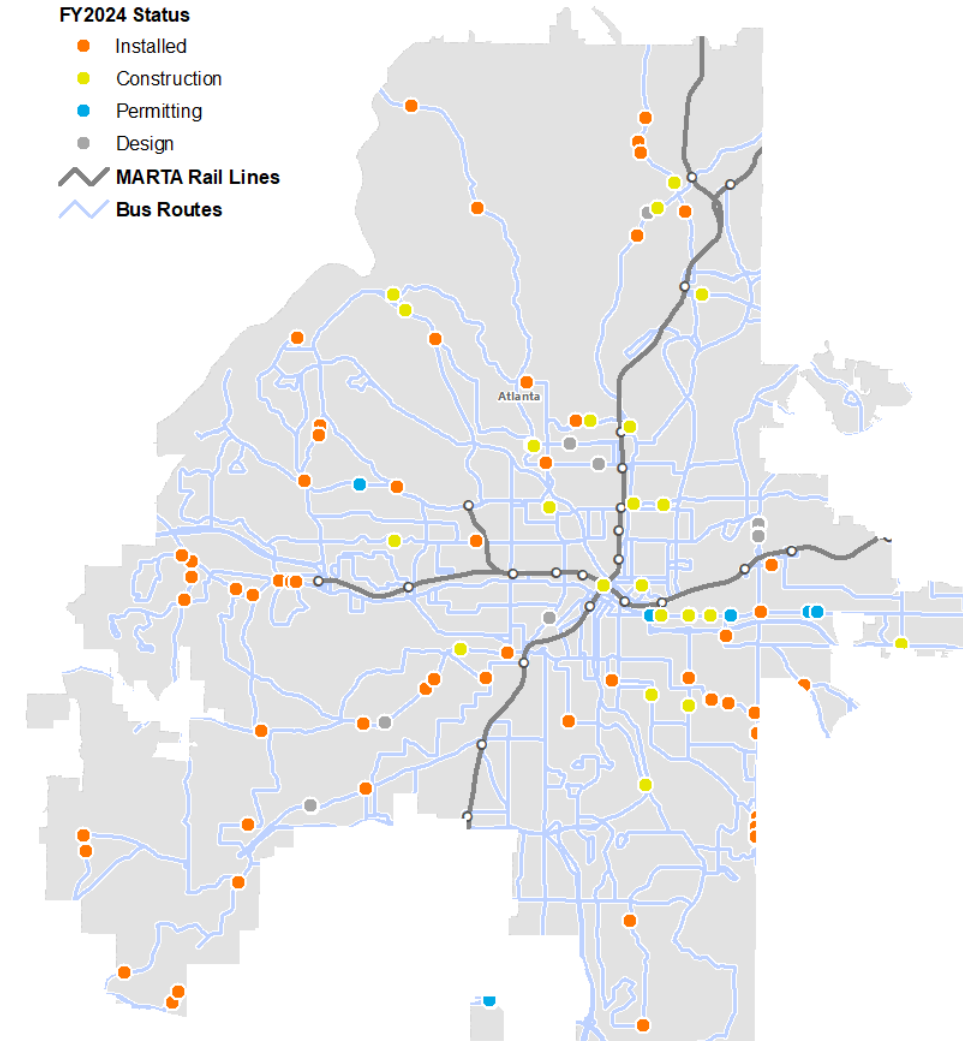 FY2024 Status
Installed
Construction
Permitting
Design
MARTA Rail Lines
Bus Routes
Atlanta